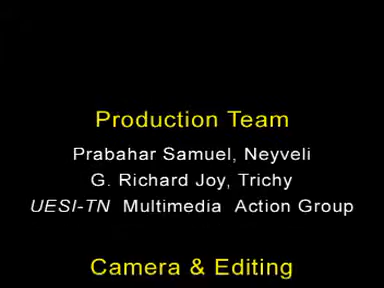 Production Team
Prabahar Samuel, Neyveli
G. Richard Joy, Trichy
UESI-TN Multimedia Action Group
Camera & Editing